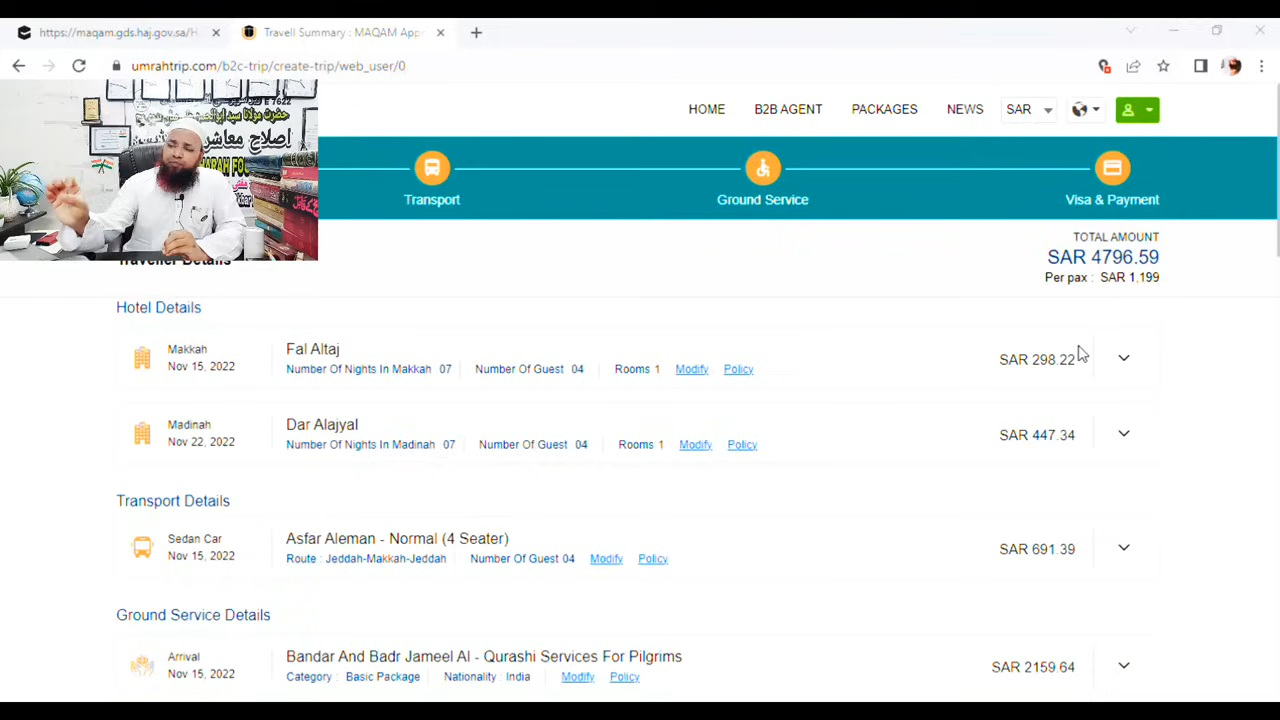 https://maqam.gds.haj.gov.sa/H
Travell Summary : MAQAM App
umrahtrip.com/b2c-trip/create-trip/web_user/0
7622
اصلاح معاشر
HOME
B2B AGENT
PACKAGES
NEWS
SAR
Transport
Ground Service
Visa & Payment
TOTAL AMOUNT
SAR 4796.59
Per pax : SAR 1,199
Traveller Details
Hotel Details
Makkah
Nov 15, 2022
Fal Altaj
Number Of Nights In Makkah 07
Number Of Guest 04
Rooms 1
Modify
Policy
SAR 298.22
Madinah
Nov 22, 2022
Dar Alajyal
Number Of Nights In Madinah 07
Number Of Guest 04
Rooms 1
Modify
Policy
SAR 447.34
Transport Details
Sedan Car
Nov 15, 2022
Asfar Aleman - Normal (4 Seater)
Route : Jeddah-Makkah-Jeddah
Number Of Guest 04
Modify
Policy
SAR 691.39
Ground Service Details
Arrival
Nov 15, 2022
Bandar And Badr Jameel Al - Qurashi Services For Pilgrims
Category : Basic Package
Nationality : India
Modify
Policy
SAR 2159.64